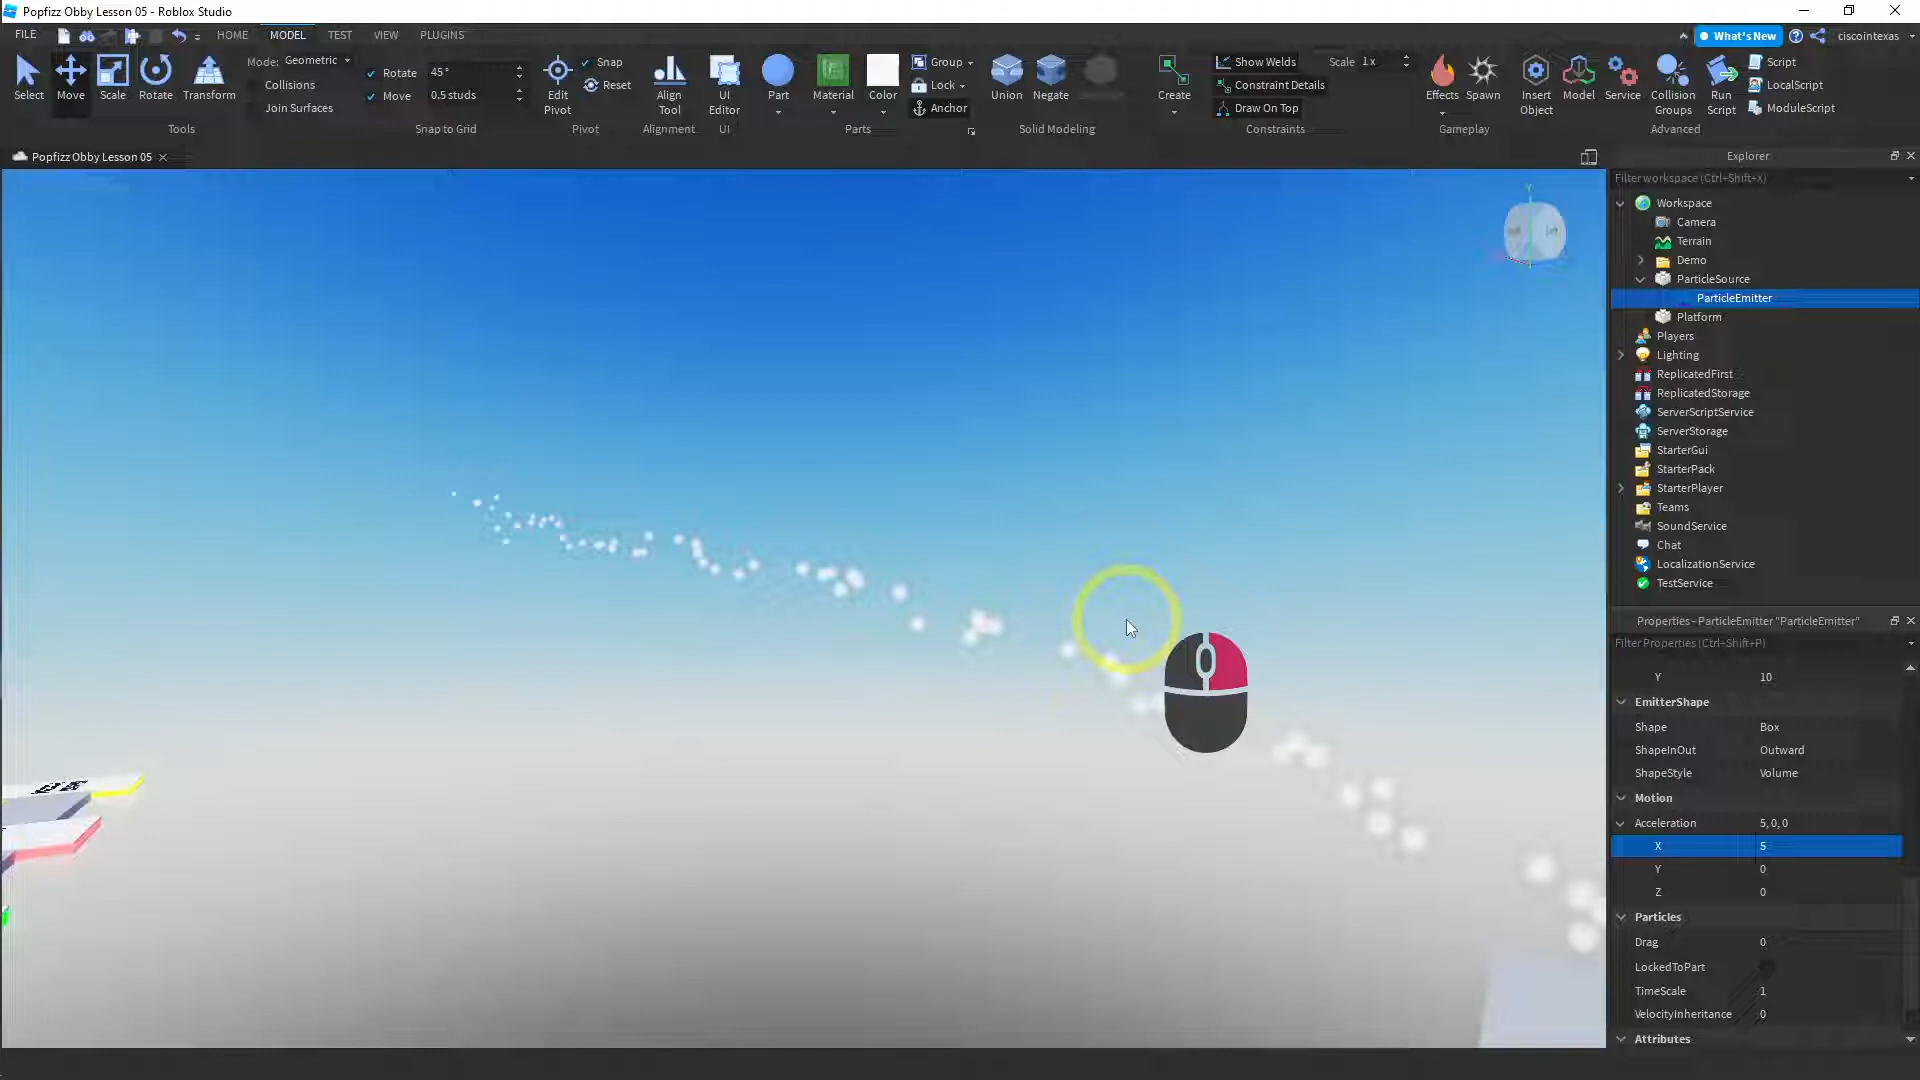 Popfizz Obby Lesson 05 - Roblox Studio
FILE HOME MODEL TEST VIEW PLUGINS What's New ciscointexas
Select Move Scale Rotate Transform
Mode: Geometric
Collisions
Join Surfaces
Tools
Rotate 45°
Move 0.5 studs
Snap to Grid
Edit Pivot
Snap
Reset
Pivot
Align Tool
Alignment
UI Editor
UI
Part Material Color
Group
Lock
Anchor
Parts
Union Negate
Solid Modeling
Create
Show Welds
Constraint Details
Draw On Top
Scale 1x
Constraints
Effects Spawn
Gameplay
Insert Object
Model
Service
Collision Groups
Run Script
Script
LocalScript
ModuleScript
Advanced
Popfizz Obby Lesson 05
Explorer
Filter workspace (Ctrl+Shift+X)
Workspace
Camera
Terrain
Demo
ParticleSource
ParticleEmitter
Platform
Players
Lighting
ReplicatedFirst
ReplicatedStorage
ServerScriptService
ServerStorage
StarterGui
StarterPack
StarterPlayer
Teams
SoundService
Chat
LocalizationService
TestService
Properties - ParticleEmitter "ParticleEmitter"
Filter Properties (Ctrl+Shift+P)
Y 10
EmitterShape
Shape Box
ShapeInOut Outward
ShapeStyle Volume
Motion
Acceleration 5, 0, 0
X 5
Y 0
Z 0
Particles
Drag 0
LockedToPart
TimeScale 1
VelocityInheritance 0
Attributes